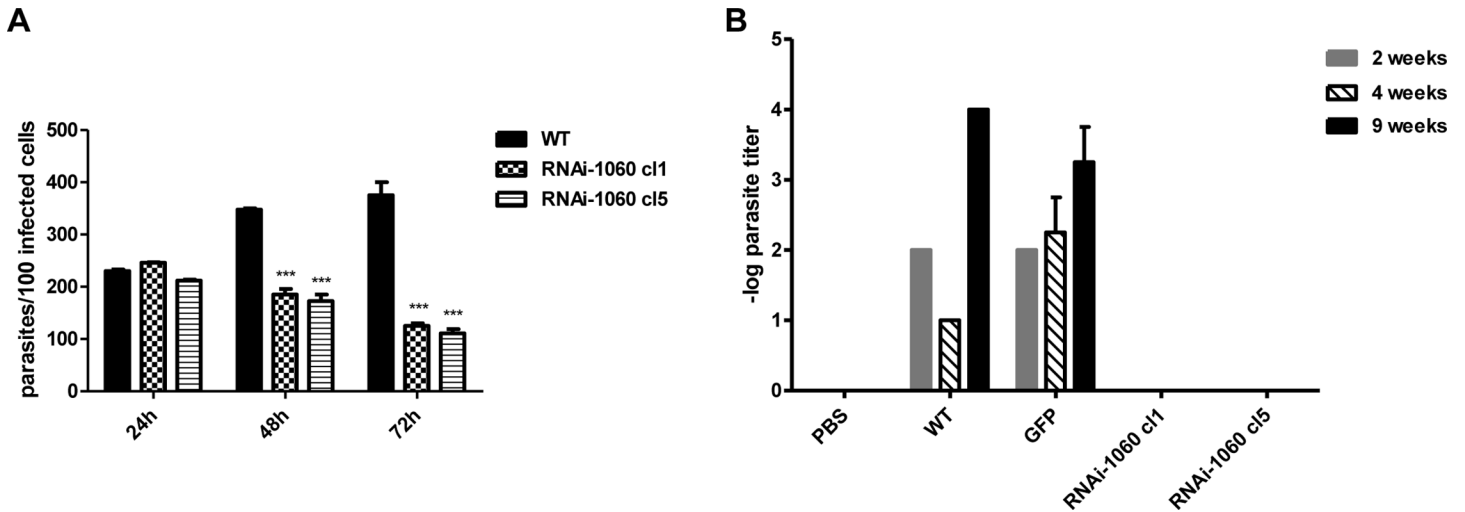 A
parasites/100 infected cells
500
400
300
200
100
0
24h
48h
72h
***
***
***
***
WT
RNAi-1060 cl1
RNAi-1060 cl5
B
-log parasite titer
5
4
3
2
1
0
PBS
WT
GFP
RNAi-1060 cl1
RNAi-1060 cl5
2 weeks
4 weeks
9 weeks